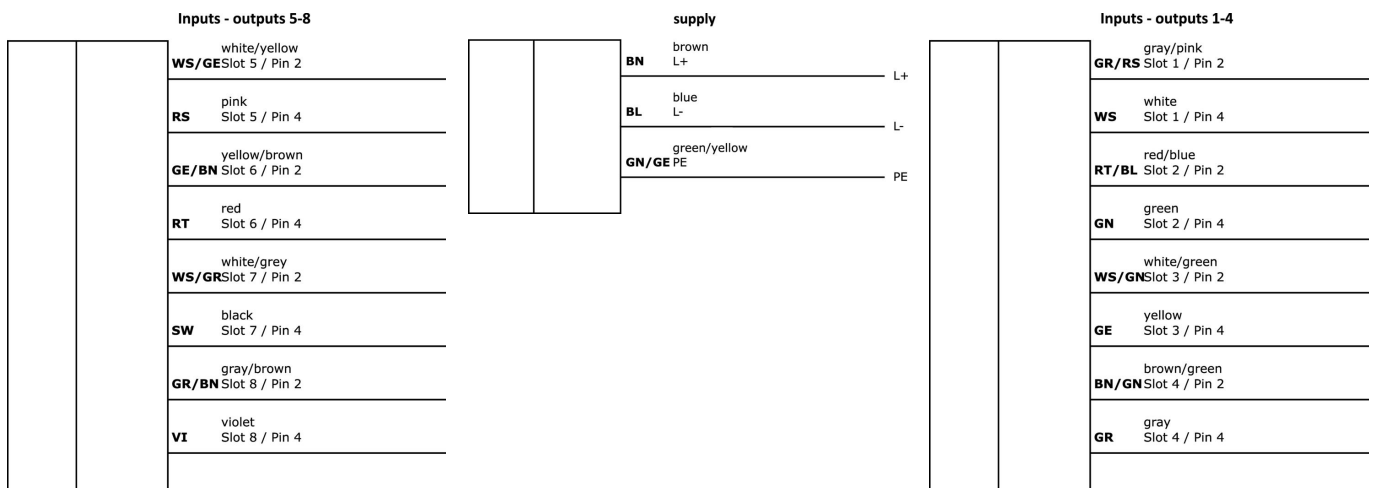 Inputs - outputs 5-8
white/yellow
WS/GE Slot 5 / Pin 2
pink
RS Slot 5 / Pin 4
yellow/brown
GE/BN Slot 6 / Pin 2
red
RT Slot 6 / Pin 4
white/grey
WS/GR Slot 7 / Pin 2
black
SW Slot 7 / Pin 4
gray/brown
GR/BN Slot 8 / Pin 2
violet
VI Slot 8 / Pin 4
supply
brown
BN L+
L+
blue
BL L-
L-
green/yellow
GN/GE PE
PE
Inputs - outputs 1-4
gray/pink
GR/RS Slot 1 / Pin 2
white
WS Slot 1 / Pin 4
red/blue
RT/BL Slot 2 / Pin 2
green
GN Slot 2 / Pin 4
white/green
WS/GN Slot 3 / Pin 2
yellow
GE Slot 3 / Pin 4
brown/green
BN/GN Slot 4 / Pin 2
gray
GR Slot 4 / Pin 4